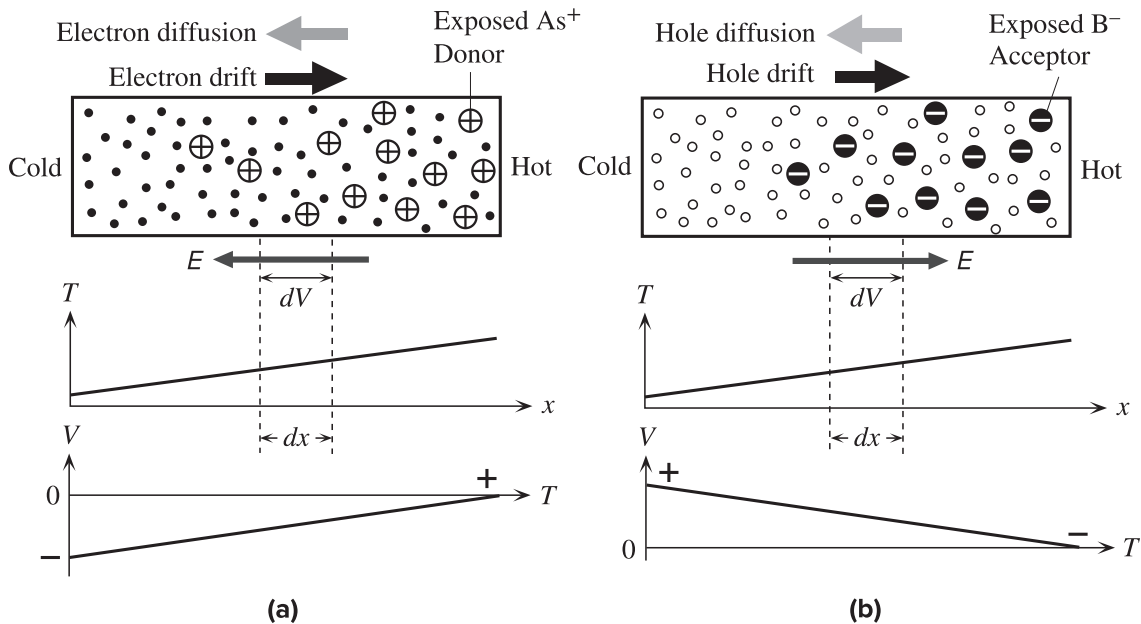 Electron diffusion
Electron drift
Exposed As⁺
Donor
Cold
Hot
E
dV
T
x
dx
V
0
+
T
−
(a)
Hole diffusion
Hole drift
Exposed B⁻
Acceptor
Cold
Hot
E
dV
T
x
dx
V
+
−
0
T
(b)